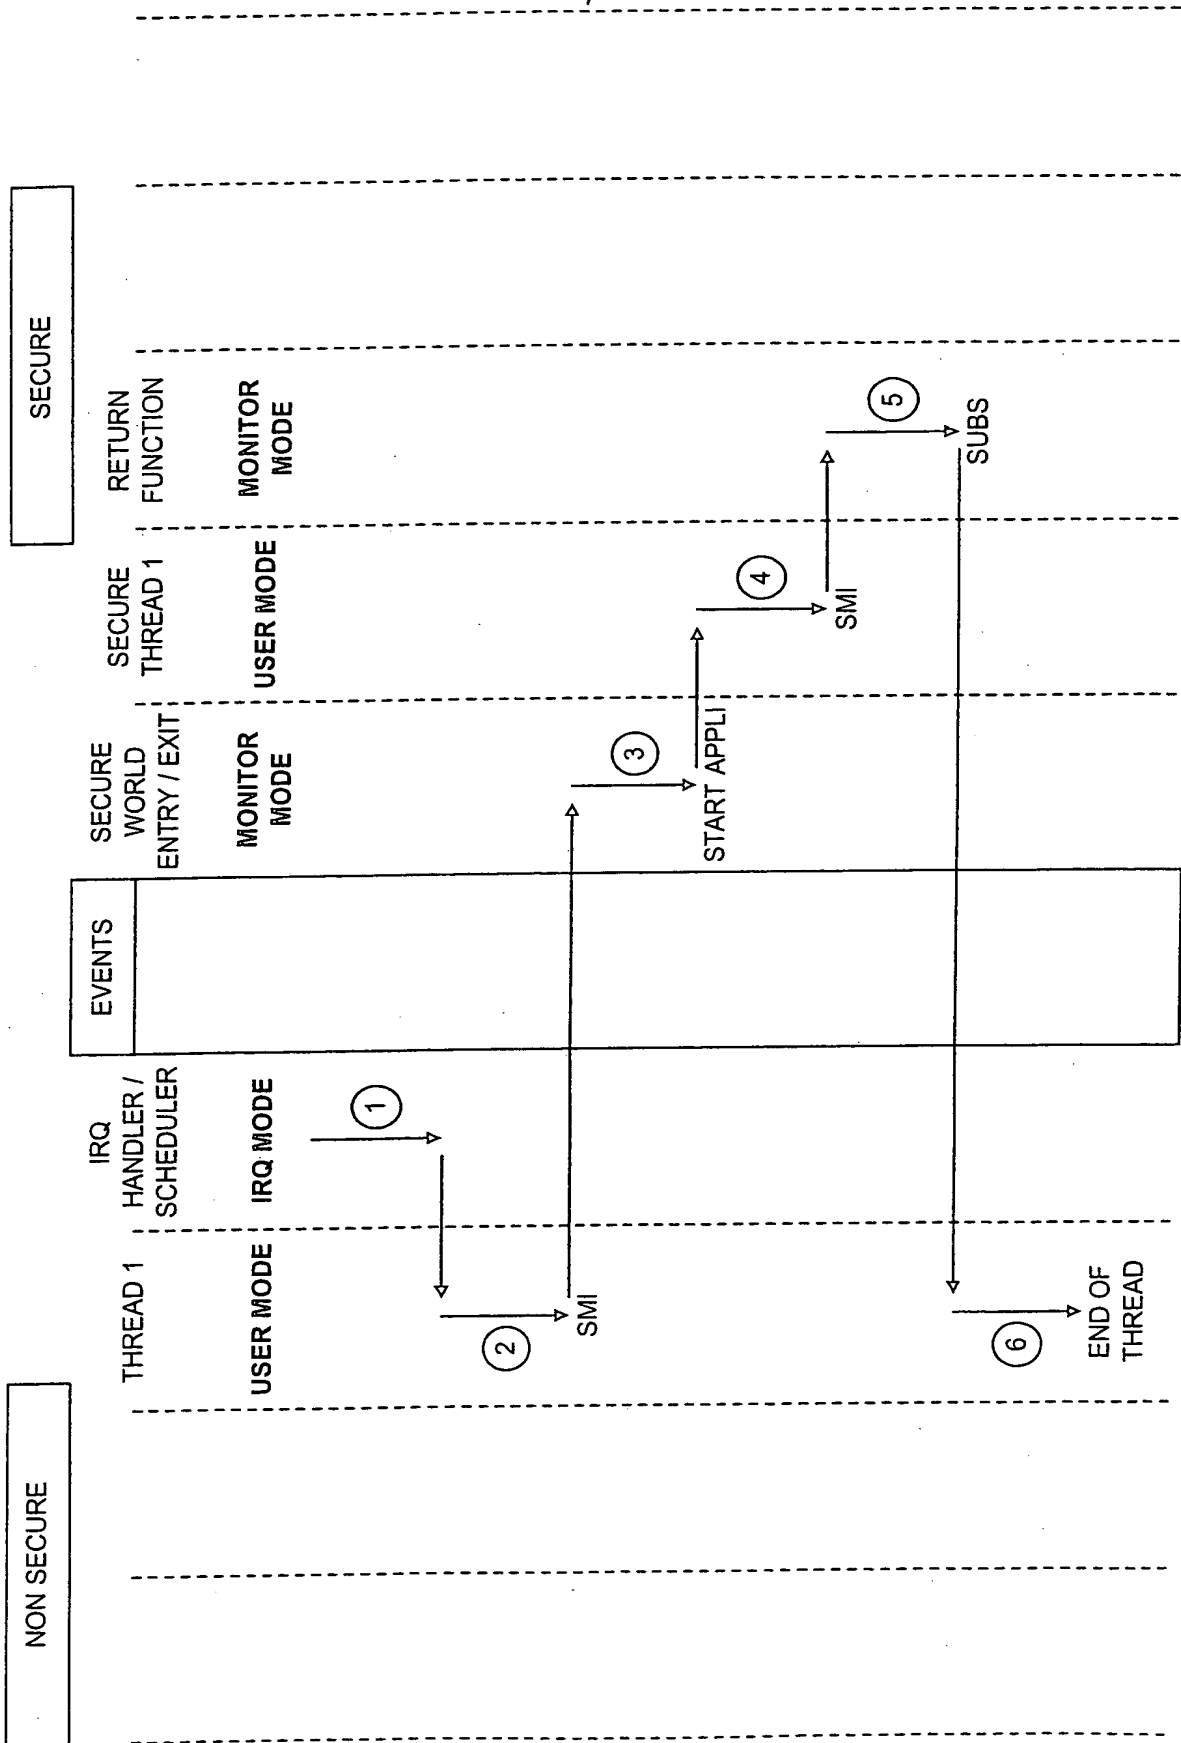 NON SECURE
SECURE
EVENTS
THREAD 1
IRQ
HANDLER /
SCHEDULER
SECURE
WORLD
ENTRY / EXIT
SECURE
THREAD 1
RETURN
FUNCTION
USER MODE
IRQ MODE
MONITOR
MODE
USER MODE
MONITOR
MODE
1
2
SMI
3
START APPLI
4
SMI
5
SUBS
6
END OF
THREAD